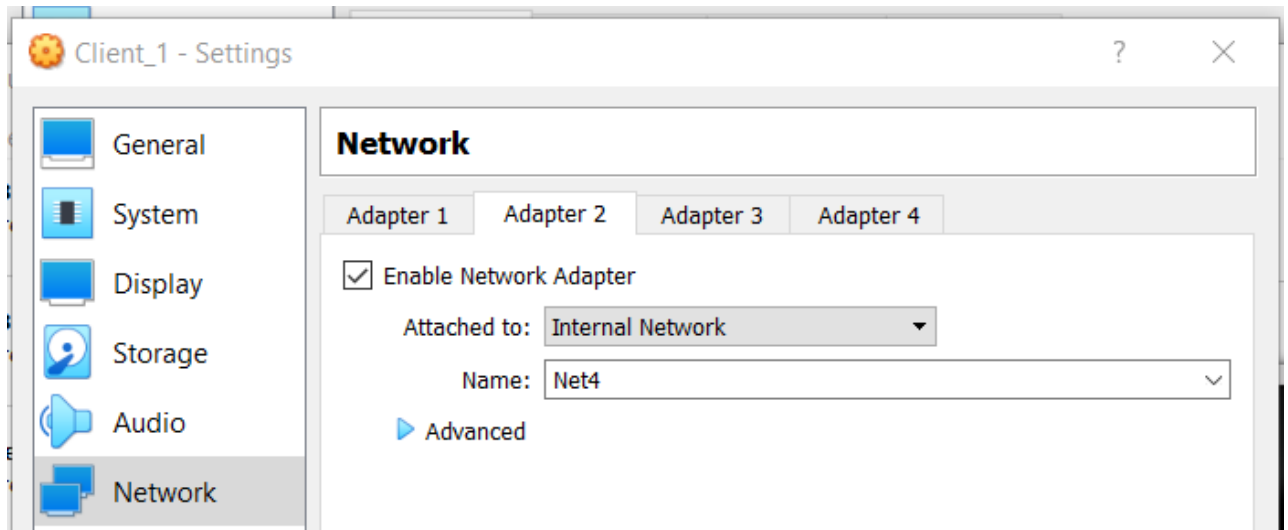 Client_1 - Settings
?
General
System
Display
Storage
Audio
Network
Network
Adapter 1
Adapter 2
Adapter 3
Adapter 4
Enable Network Adapter
Attached to: Internal Network
Name: Net4
Advanced